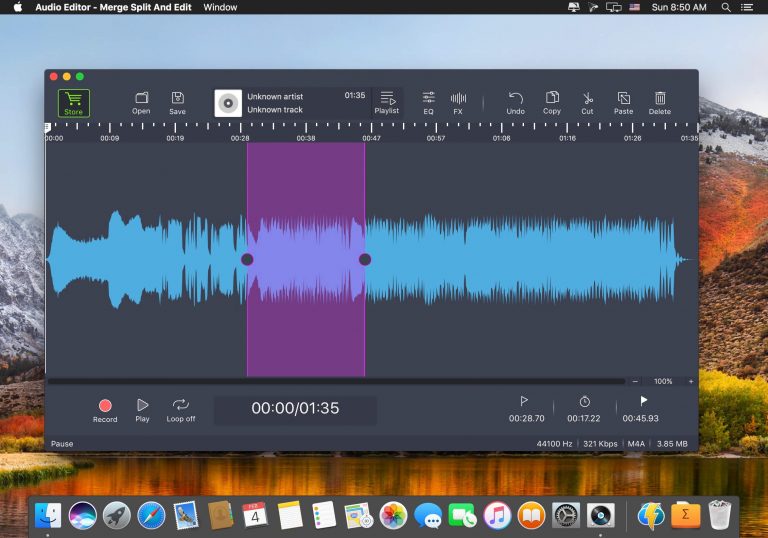 Audio Editor - Merge Split And Edit Window Sun 8:50 AM
Store
Open
Save
Unknown artist 01:35
Unknown track
Playlist
EQ
FX
Undo
Copy
Cut
Paste
Delete
00:00 00:09 00:19 00:28 00:38 00:47 00:57 01:06 01:16 01:26 01:35
− 100% +
Record
Play
Loop off
00:00/01:35
00:28.70
00:17.22
00:45.93
Pause 44100 Hz 321 Kbps M4A 3.85 MB
4
Σ